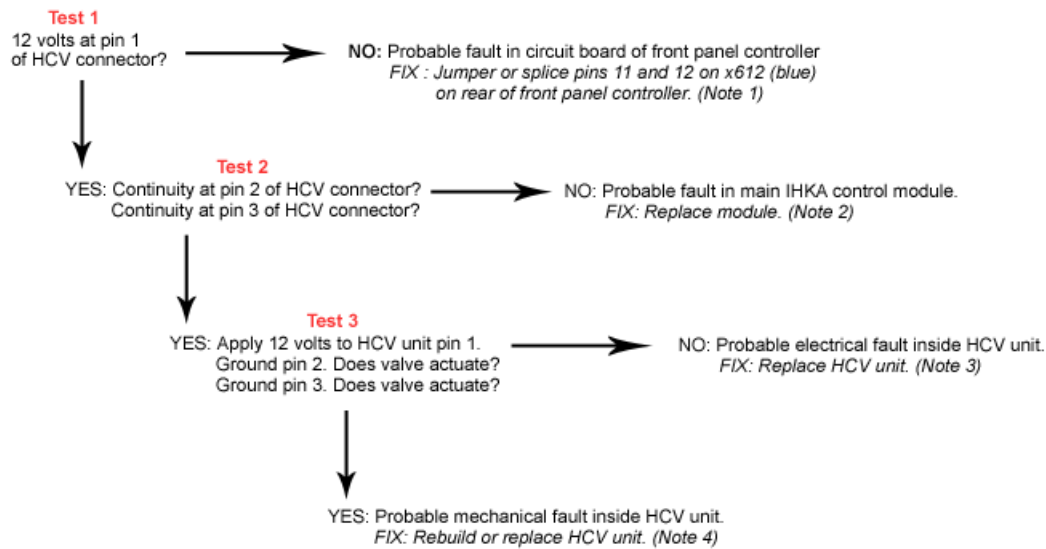 Test 1
12 volts at pin 1
of HCV connector?
NO: Probable fault in circuit board of front panel controller
FIX : Jumper or splice pins 11 and 12 on x612 (blue)
on rear of front panel controller. (Note 1)
Test 2
YES: Continuity at pin 2 of HCV connector?
Continuity at pin 3 of HCV connector?
NO: Probable fault in main IHKA control module.
FIX: Replace module. (Note 2)
Test 3
YES: Apply 12 volts to HCV unit pin 1.
Ground pin 2. Does valve actuate?
Ground pin 3. Does valve actuate?
NO: Probable electrical fault inside HCV unit.
FIX: Replace HCV unit. (Note 3)
YES: Probable mechanical fault inside HCV unit.
FIX: Rebuild or replace HCV unit. (Note 4)